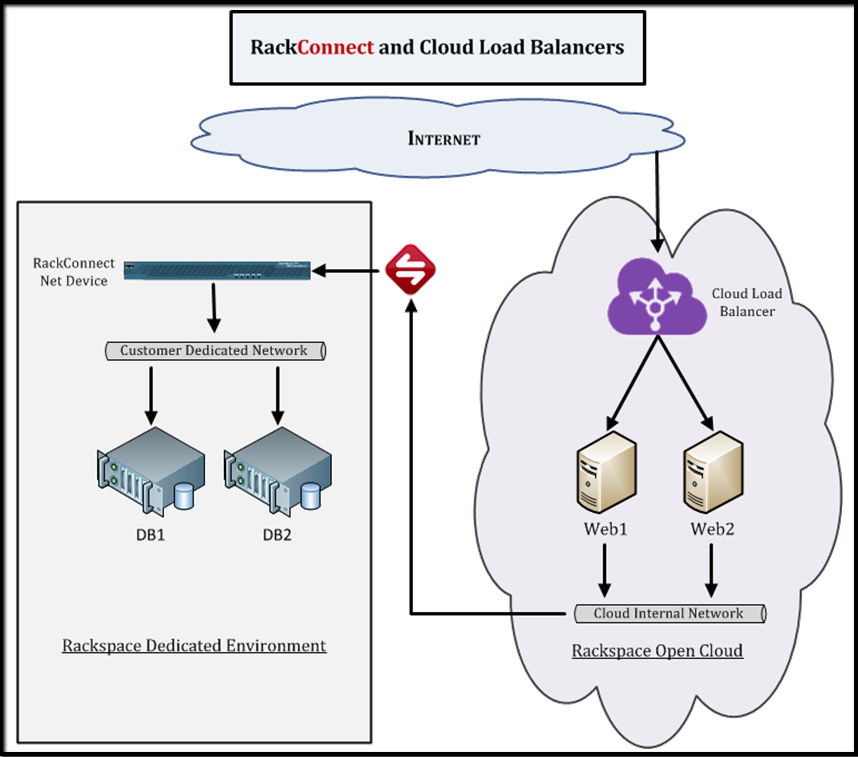 RackConnect and Cloud Load Balancers
INTERNET
RackConnect
Net Device
Cloud Load
Balancer
Customer Dedicated Network
DB1
DB2
Web1
Web2
Cloud Internal Network
Rackspace Dedicated Environment
Rackspace Open Cloud